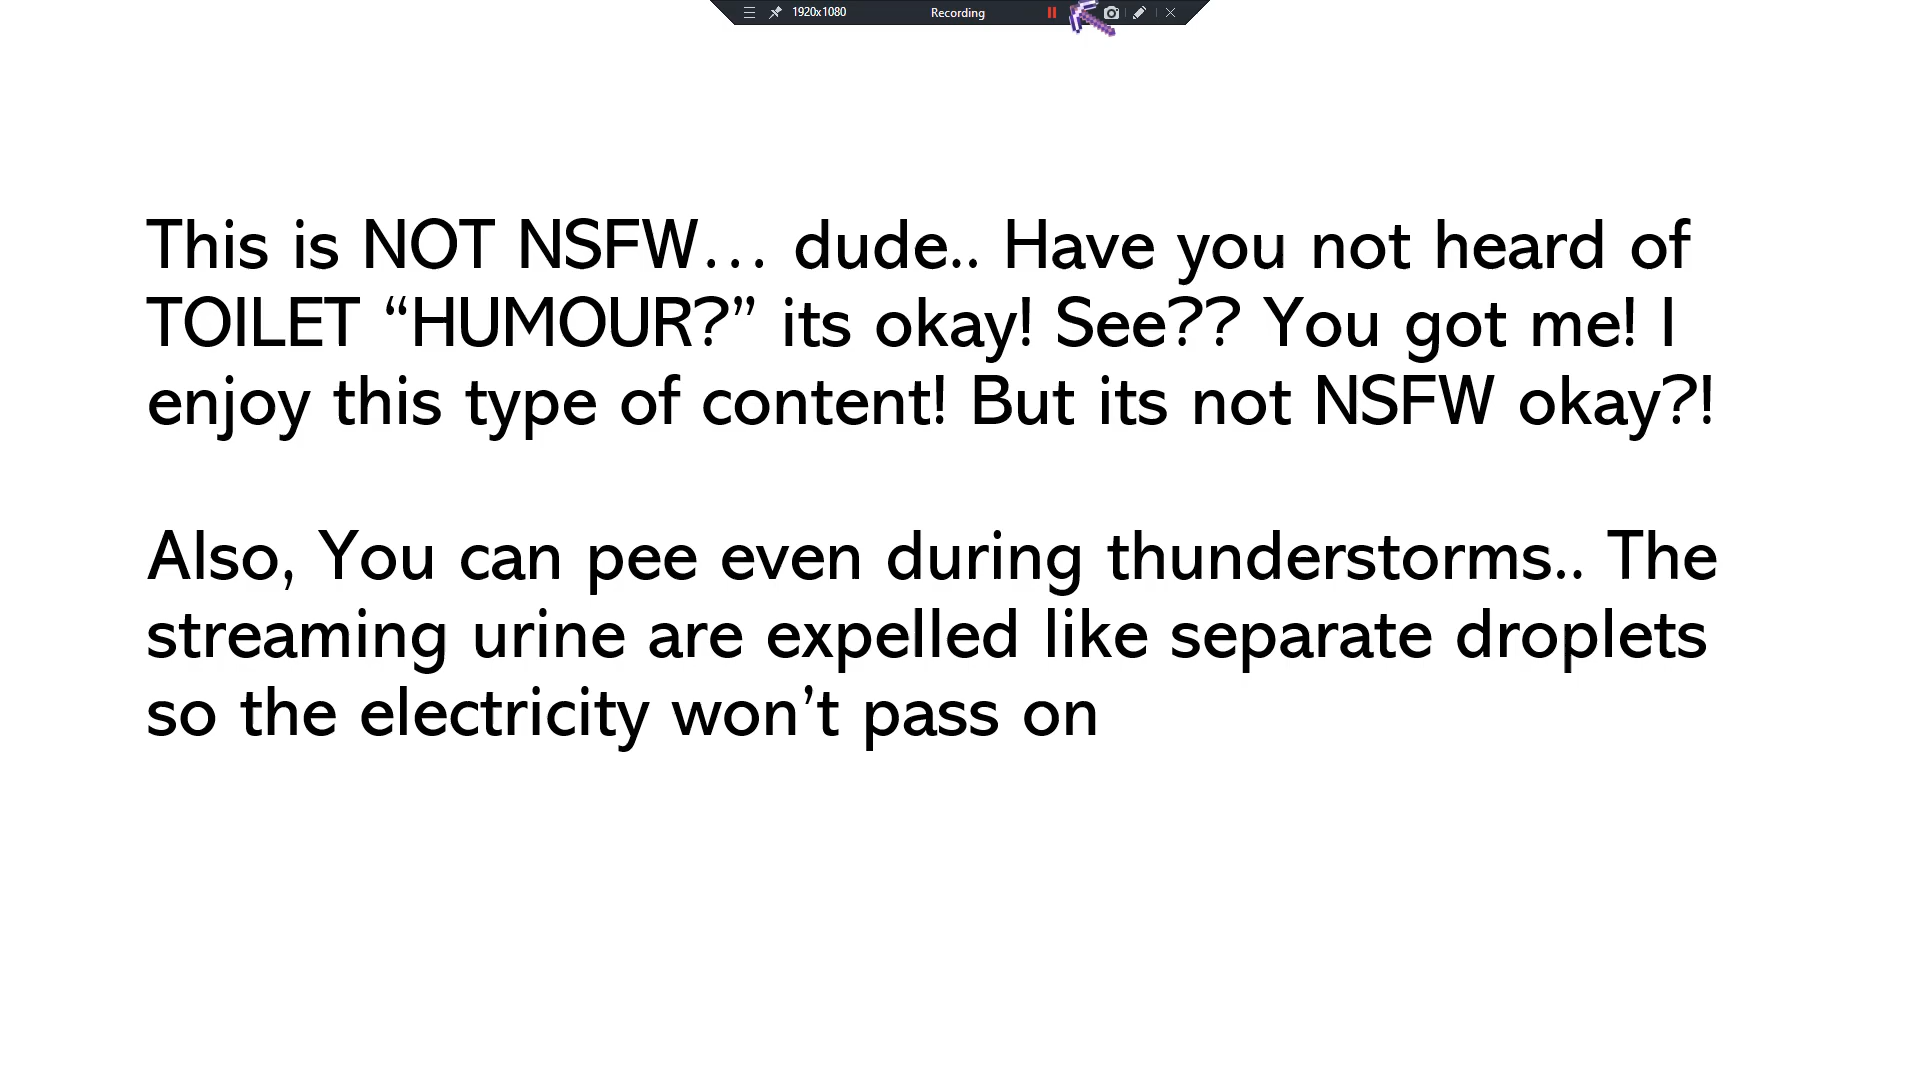 1920x1080 Recording
This is NOT NSFW… dude.. Have you not heard of
TOILET “HUMOUR?” its okay! See?? You got me! I
enjoy this type of content! But its not NSFW okay?!
Also, You can pee even during thunderstorms.. The
streaming urine are expelled like separate droplets
so the electricity won’t pass on